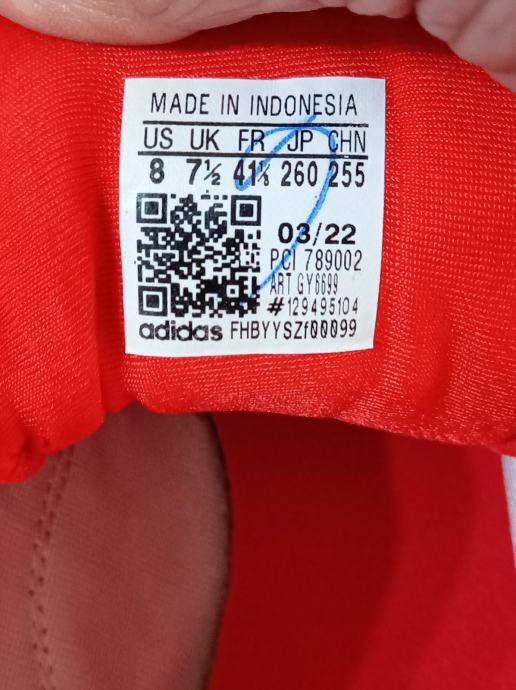 MADE IN INDONESIA
US UK FR JP CHN
8 7½ 41⅓ 260 255
03/22
PCI 789002
ART GY6699
#129495104
adidas FHBYYSZf00099